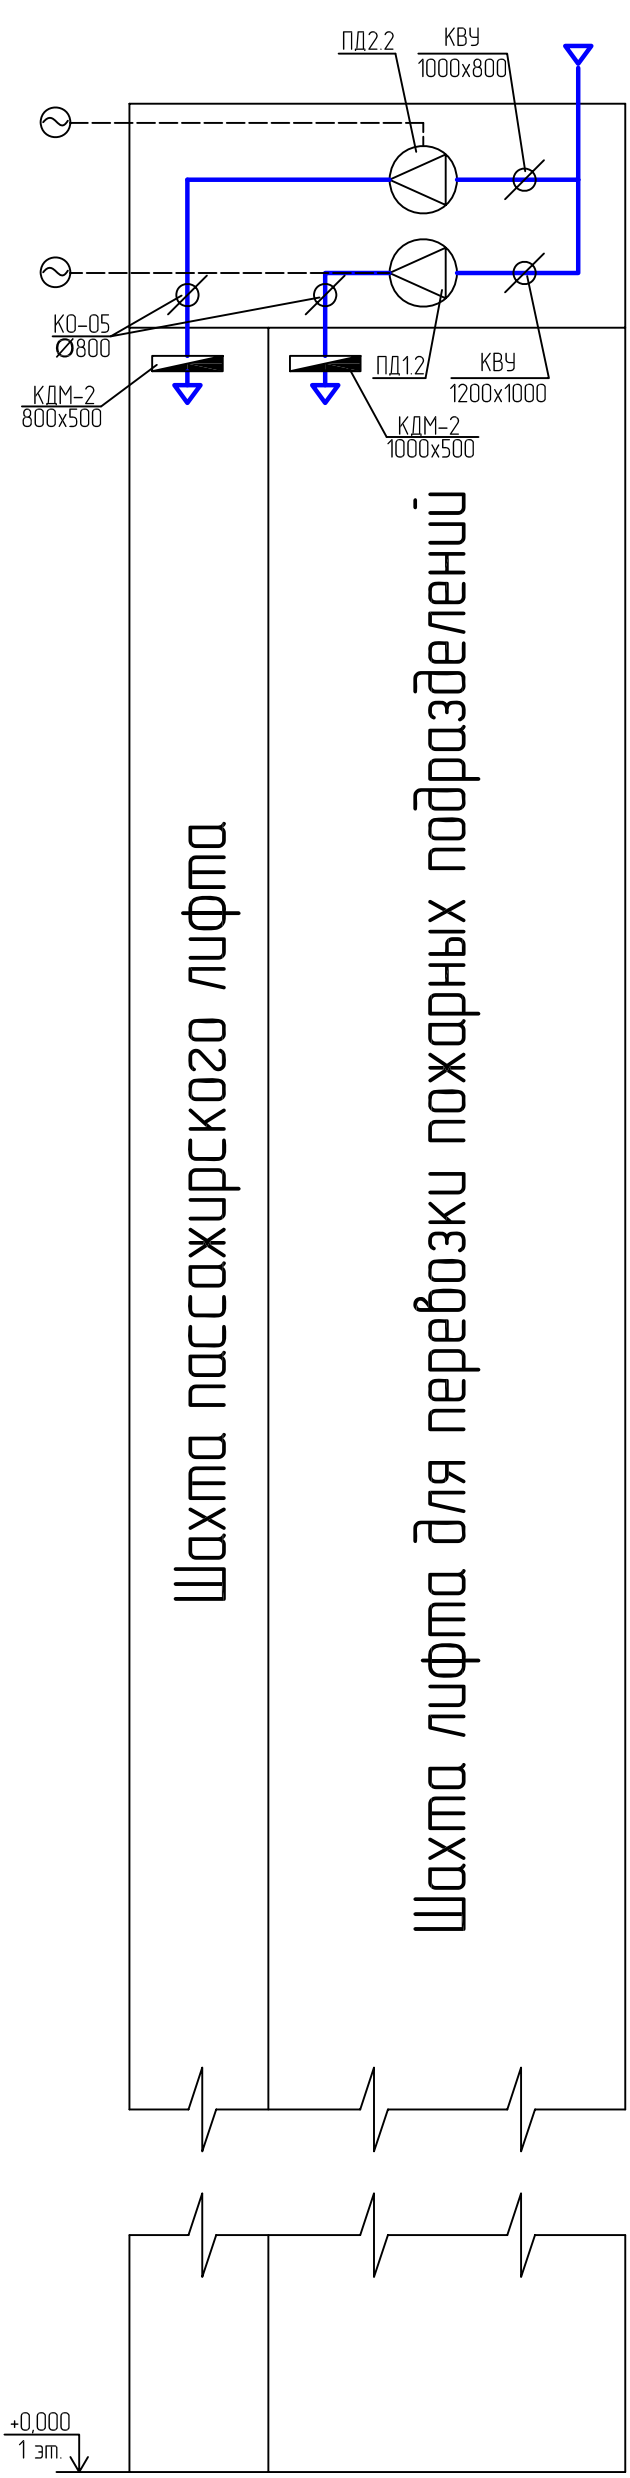 ПД2.2
КВУ
1000х800
КО-05
Ø800
КДМ-2
800х500
ПД1.2
КВУ
1200х1000
КДМ-2
1000х500
Шахта пассажирского лифта
Шахта лифта для перевозки пожарных подразделений
+0,000
1 эт.